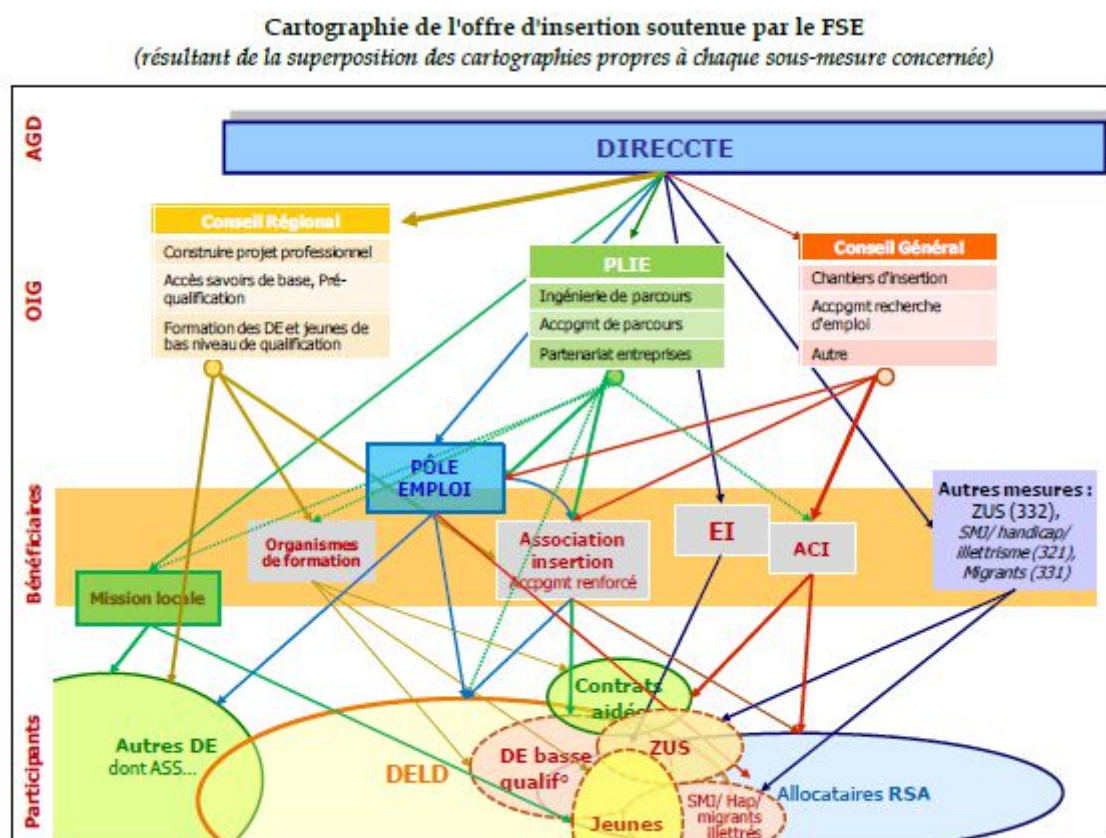 Cartographie de l'offre d'insertion soutenue par le FSE
(résultant de la superposition des cartographies propres à chaque sous-mesure concernée)
AGD
DIRECCTE
OIG
Conseil Régional
Construire projet professionnel
Accès savoirs de base, Pré-
qualification
Formation des DE et jeunes de
bas niveau de qualification
PLIE
Ingénierie de parcours
Accpgmt de parcours
Partenariat entreprises
Conseil Général
Chantiers d'insertion
Accpgmt recherche
d'emploi
Autre
Bénéficiaires
PÔLE
EMPLOI
Organismes
de formation
Mission locale
Association
insertion
Accpgmt renforcé
EI
ACI
Autres mesures :
ZUS (332),
SMJ/ handicap/
illettrisme (321),
Migrants (331)
Participants
Autres DE
dont ASS...
DELD
Contrats
aidés
DE basse
qualif°
ZUS
Jeunes
SMJ/ Hap/
migrants
illettrés
Allocataires RSA